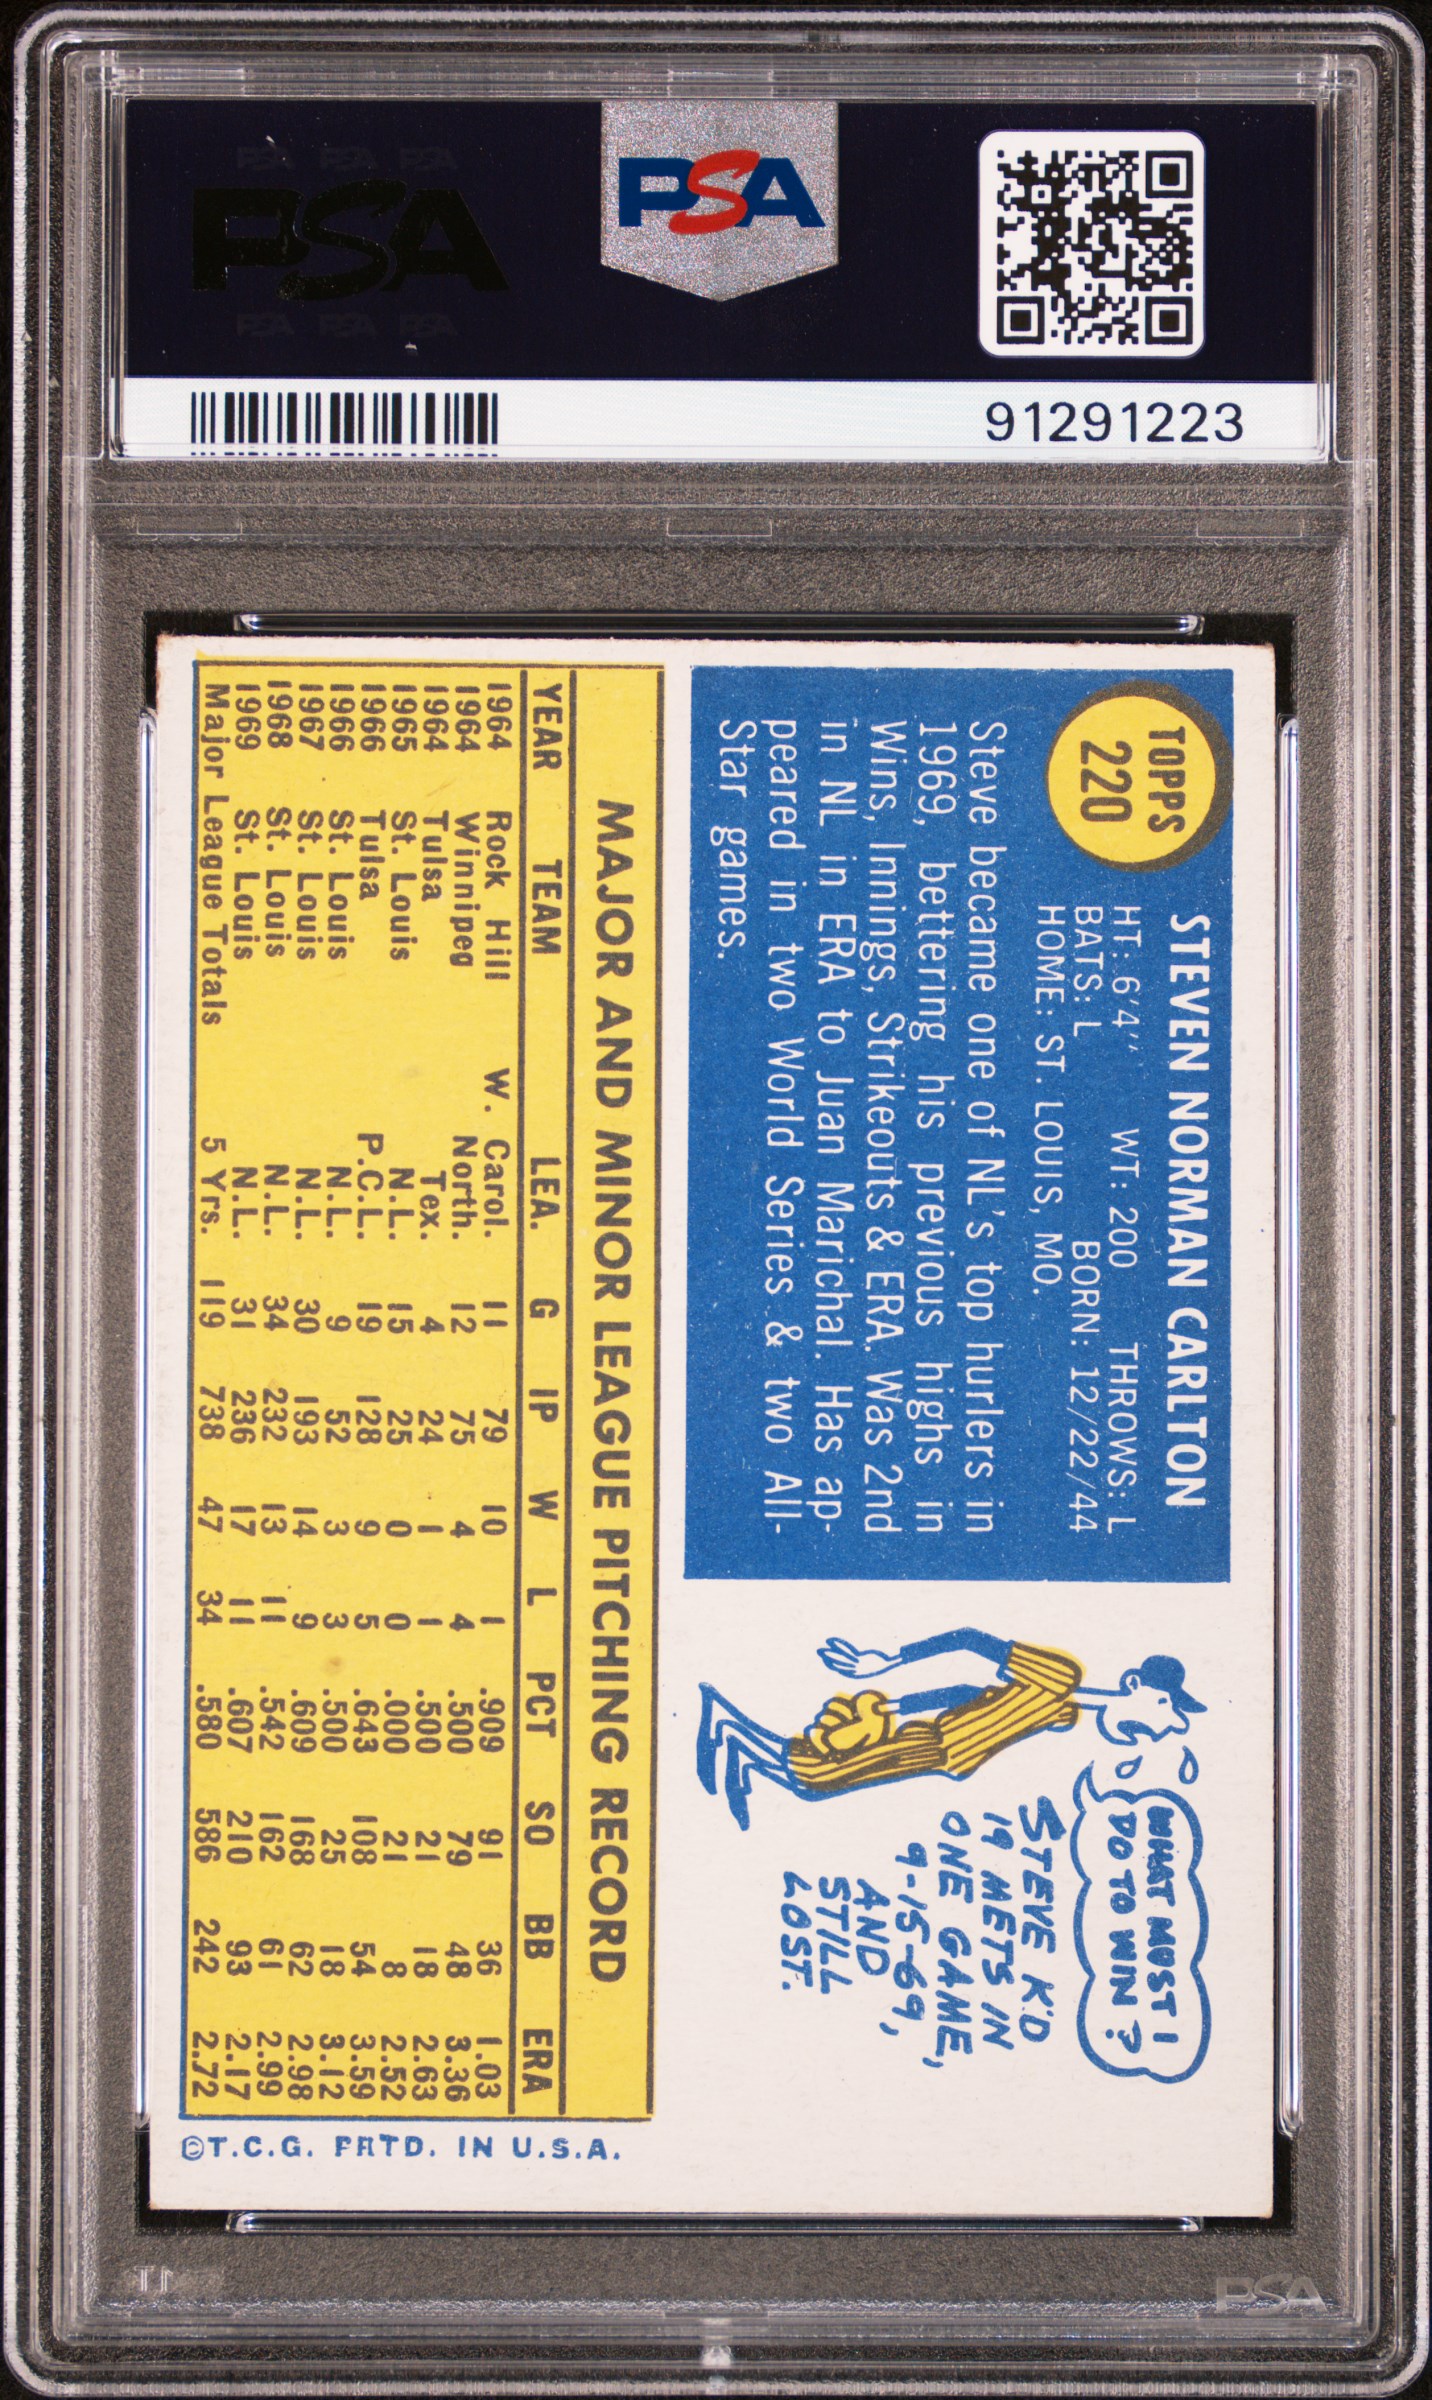 PSA PSA PSA
PSA
PSA PSA PSA
PSA
91291223
TOPPS
220
STEVEN NORMAN CARLTON
HT: 6'4" WT: 200 THROWS: L
BATS: L BORN: 12/22/44
HOME: ST. LOUIS, MO.
Steve became one of NL's top hurlers in
1969, bettering his previous highs in
Wins, Innings, Strikeouts & ERA. Was 2nd
in NL in ERA to Juan Marichal. Has ap-
peared in two World Series & two All-
Star games.
WHAT MUST I
DO TO WIN?
STEVE K'D
19 METS IN
ONE GAME,
9-15-69,
AND
STILL
LOST.
MAJOR AND MINOR LEAGUE PITCHING RECORD
YEAR TEAM LEA. G IP W L PCT SO BB ERA
1964 Rock Hill W. Carol. 11 79 10 1 .909 91 36 1.03
1964 Winnipeg North. 12 75 4 4 .500 79 48 3.36
1964 Tulsa Tex. 4 24 1 1 .500 21 18 2.63
1965 St. Louis N.L. 15 25 0 0 .000 21 8 2.52
1966 Tulsa P.C.L. 19 128 9 5 .643 108 54 3.59
1966 St. Louis N.L. 9 52 3 3 .500 25 18 3.12
1967 St. Louis N.L. 30 193 14 9 .609 168 62 2.98
1968 St. Louis N.L. 34 232 13 11 .542 162 61 2.99
1969 St. Louis N.L. 31 236 17 11 .607 210 93 2.17
Major League Totals 5 Yrs. 119 738 47 34 .580 586 242 2.72
©T.C.G. PRTD. IN U.S.A.
PSA